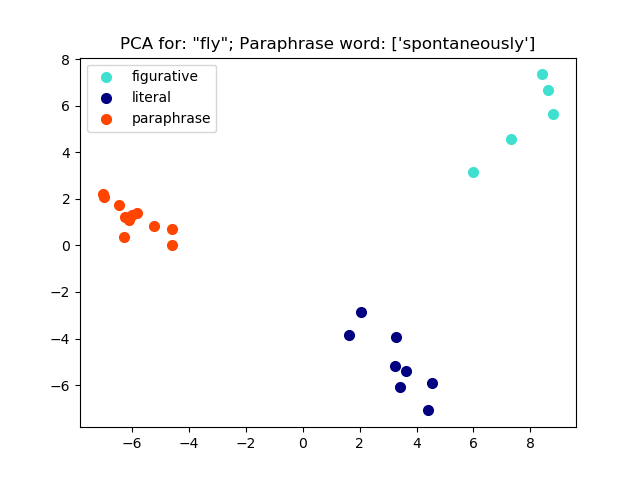 PCA for: "fly"; Paraphrase word: ['spontaneously']
figurative
literal
paraphrase
8
6
4
2
0
−2
−4
−6
−6 −4 −2 0 2 4 6 8